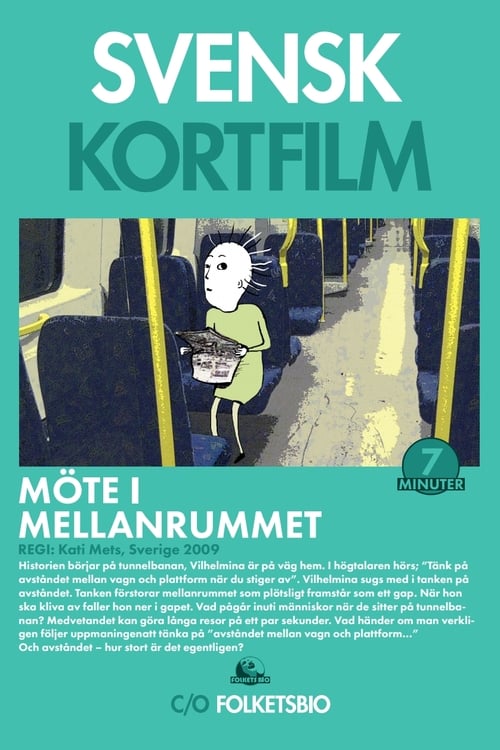 SVENSK
KORTFILM
7
MINUTER
MÖTE I
MELLANRUMMET
REGI: Kati Mets, Sverige 2009
Historien börjar på tunnelbanan, Vilhelmina är på väg hem. I högtalaren hörs; ”Tänk på
avståndet mellan vagn och plattform när du stiger av”. Vilhelmina sugs med i tanken på
avståndet. Tanken förstorar mellanrummet som plötsligt framstår som ett gap. När hon
ska kliva av faller hon ner i gapet. Vad pågår inuti människor när de sitter på tunnelba-
nan? Medvetandet kan göra långa resor på ett par sekunder. Vad händer om man verkli-
gen följer uppmaningenatt tänka på ”avståndet mellan vagn och plattform...”
Och avståndet – hur stort är det egentligen?
FOLKETS BIO
C/O FOLKETSBIO